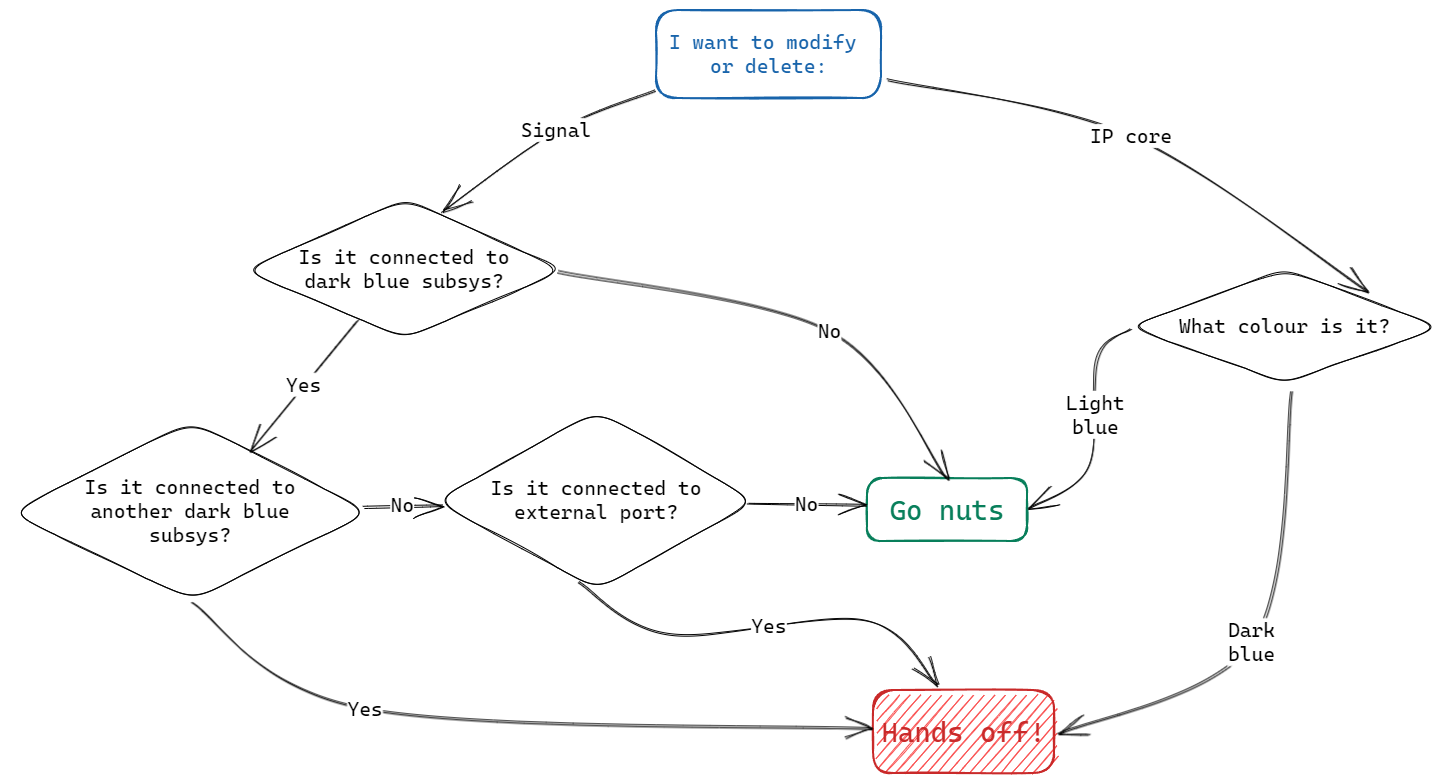 I want to modify
or delete:
Signal
IP core
Is it connected to
dark blue subsys?
What colour is it?
No
Yes
Light
blue
Is it connected to
another dark blue
subsys?
No
Is it connected to
external port?
No
Go nuts
Yes
Dark
blue
Yes
Hands off!